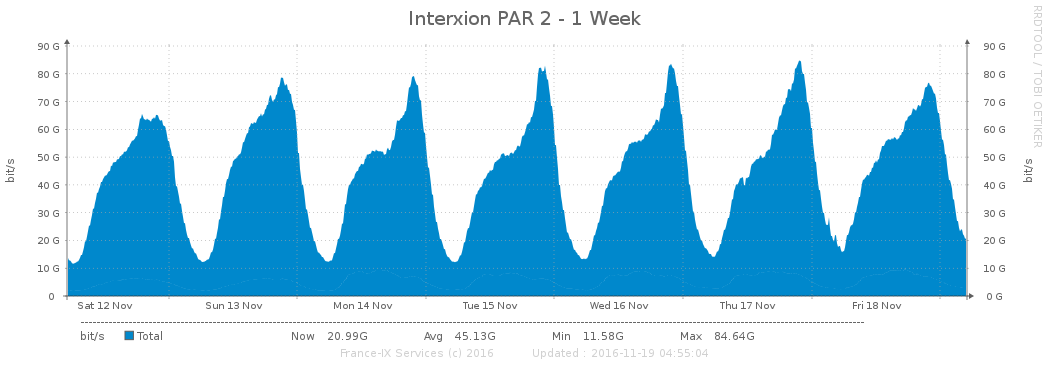 Interxion PAR 2 - 1 Week
RRDTOOL / TOBI OETIKER
bit/s
bit/s
90 G
80 G
70 G
60 G
50 G
40 G
30 G
20 G
10 G
0
90 G
80 G
70 G
60 G
50 G
40 G
30 G
20 G
10 G
0 G
Sat 12 Nov Sun 13 Nov Mon 14 Nov Tue 15 Nov Wed 16 Nov Thu 17 Nov Fri 18 Nov
bit/s Total Now 20.99G Avg 45.13G Min 11.58G Max 84.64G
France-IX Services (c) 2016 Updated : 2016-11-19 04:55:04